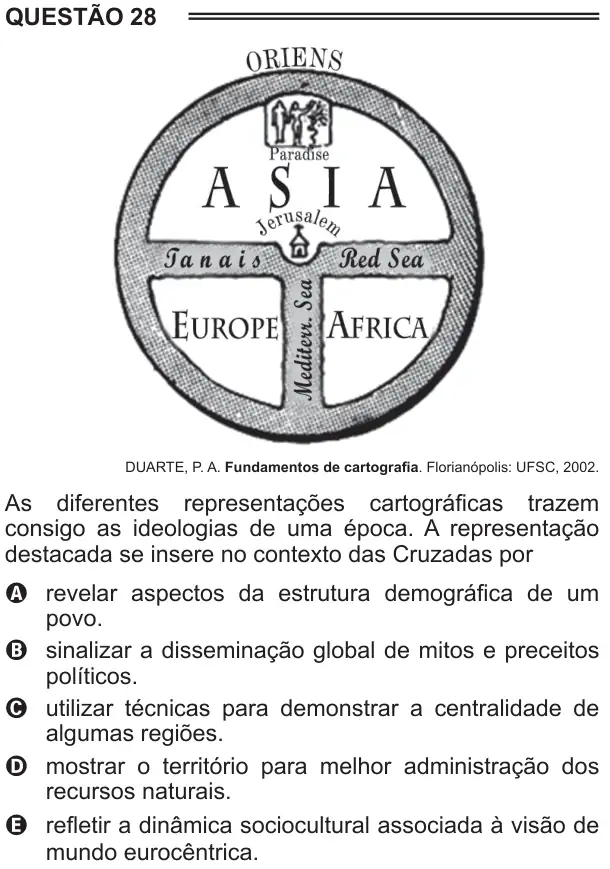 QUESTÃO 28
ORIENS
Paradise
ASIA
Jerusalem
Tanais Red Sea
Mediterr. Sea
EUROPE AFRICA
DUARTE, P. A. Fundamentos de cartografia. Florianópolis: UFSC, 2002.
As diferentes representações cartográficas trazem
consigo as ideologias de uma época. A representação
destacada se insere no contexto das Cruzadas por
A revelar aspectos da estrutura demográfica de um
povo.
B sinalizar a disseminação global de mitos e preceitos
políticos.
C utilizar técnicas para demonstrar a centralidade de
algumas regiões.
D mostrar o território para melhor administração dos
recursos naturais.
E refletir a dinâmica sociocultural associada à visão de
mundo eurocêntrica.